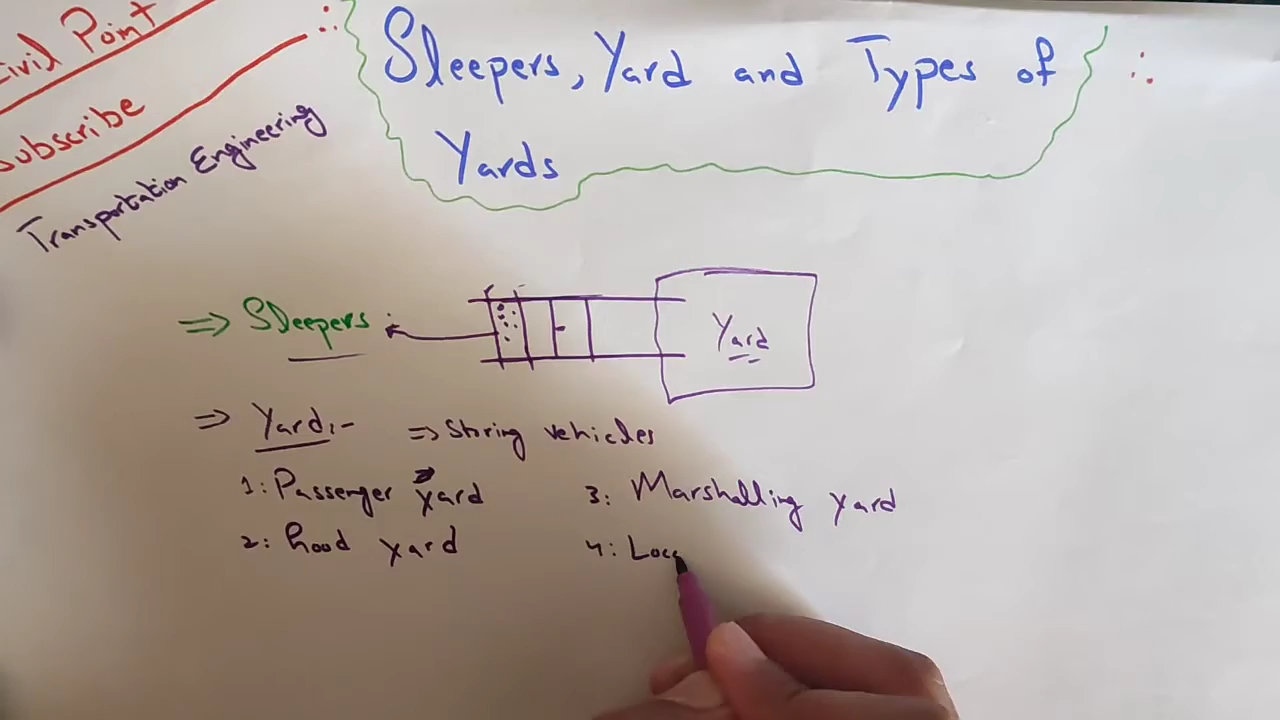 Civil Point
Subscribe
Transportation Engineering
Sleepers, Yard and Types of
Yards
⇒ Sleepers
Yard
⇒ Yard:- ⇒ Storing vehicles
1: Passenger yard
2: Good yard
3: Marshalling yard
4: Loco